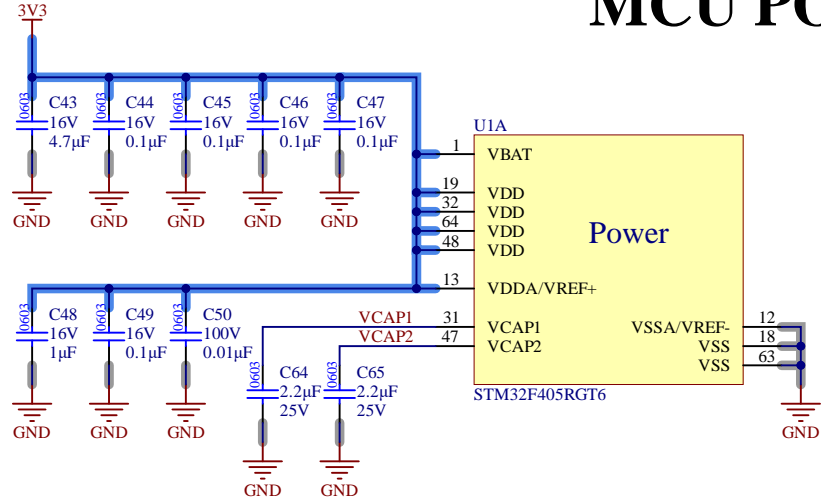 MCU PO
3V3
0603 C43 16V 4.7µF
0603 C44 16V 0.1µF
0603 C45 16V 0.1µF
0603 C46 16V 0.1µF
0603 C47 16V 0.1µF
GND GND GND GND GND
U1A
1 VBAT
19 VDD
32 VDD
64 VDD
48 VDD
Power
13 VDDA/VREF+
VCAP1 31 VCAP1
VCAP2 47 VCAP2
VSSA/VREF- 12
VSS 18
VSS 63
STM32F405RGT6
GND
0603 C48 16V 1µF
0603 C49 16V 0.1µF
0603 C50 100V 0.01µF
GND GND GND
0603 C64 2.2µF 25V
0603 C65 2.2µF 25V
GND GND